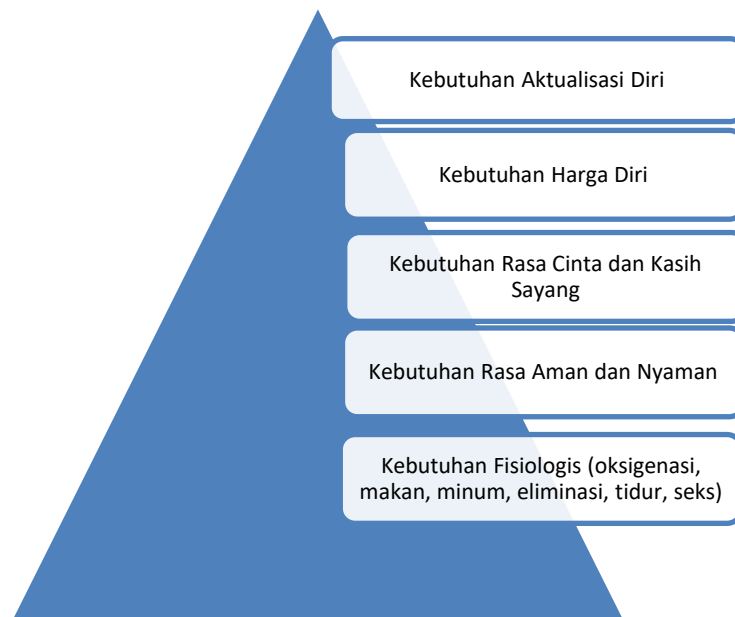 Kebutuhan Aktualisasi Diri
Kebutuhan Harga Diri
Kebutuhan Rasa Cinta dan Kasih
Sayang
Kebutuhan Rasa Aman dan Nyaman
Kebutuhan Fisiologis (oksigenasi,
makan, minum, eliminasi, tidur, seks)